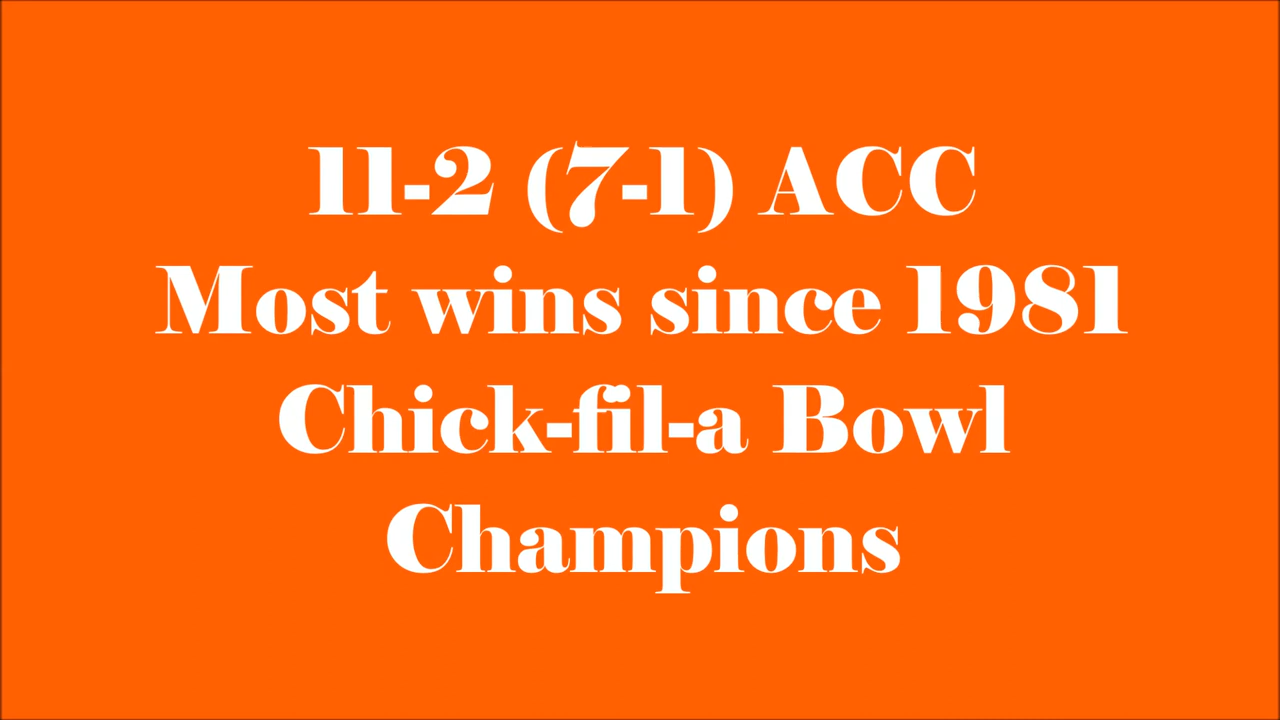 11-2 (7-1) ACC
Most wins since 1981
Chick-fil-a Bowl
Champions